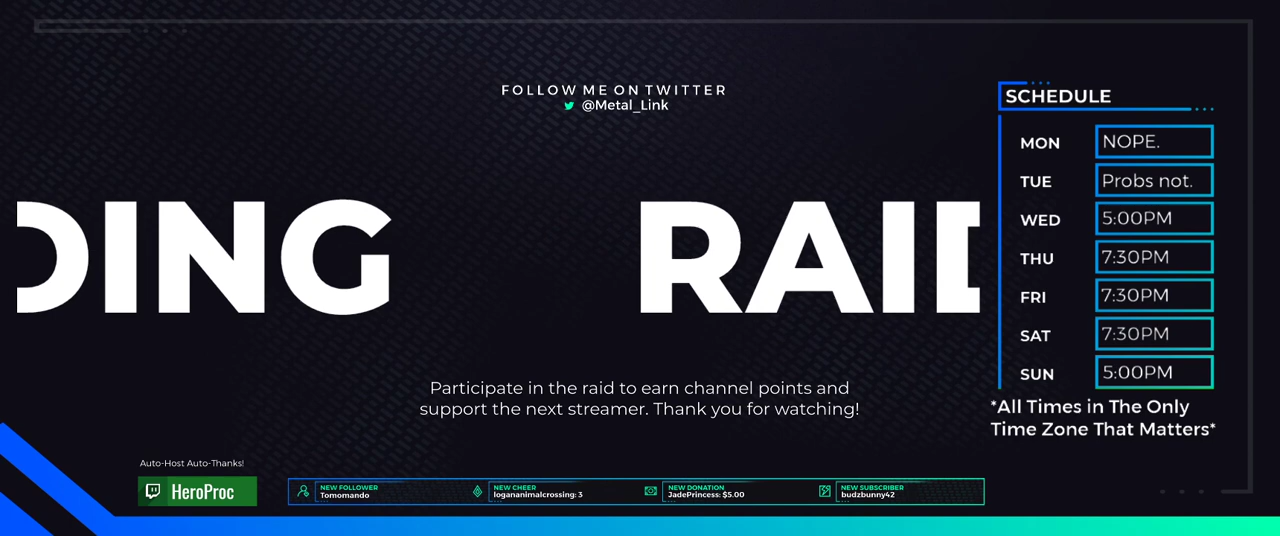 FOLLOW ME ON TWITTER
@Metal_Link
DING RAID
Participate in the raid to earn channel points and
support the next streamer. Thank you for watching!
SCHEDULE
MON NOPE.
TUE Probs not.
WED 5:00PM
THU 7:30PM
FRI 7:30PM
SAT 7:30PM
SUN 5:00PM
*All Times in The Only
Time Zone That Matters*
Auto-Host Auto-Thanks!
HeroProc
NEW FOLLOWER
Tomomando
NEW CHEER
logananimalcrossing: 3
NEW DONATION
JadePrincess: $5.00
NEW SUBSCRIBER
budzbunny42